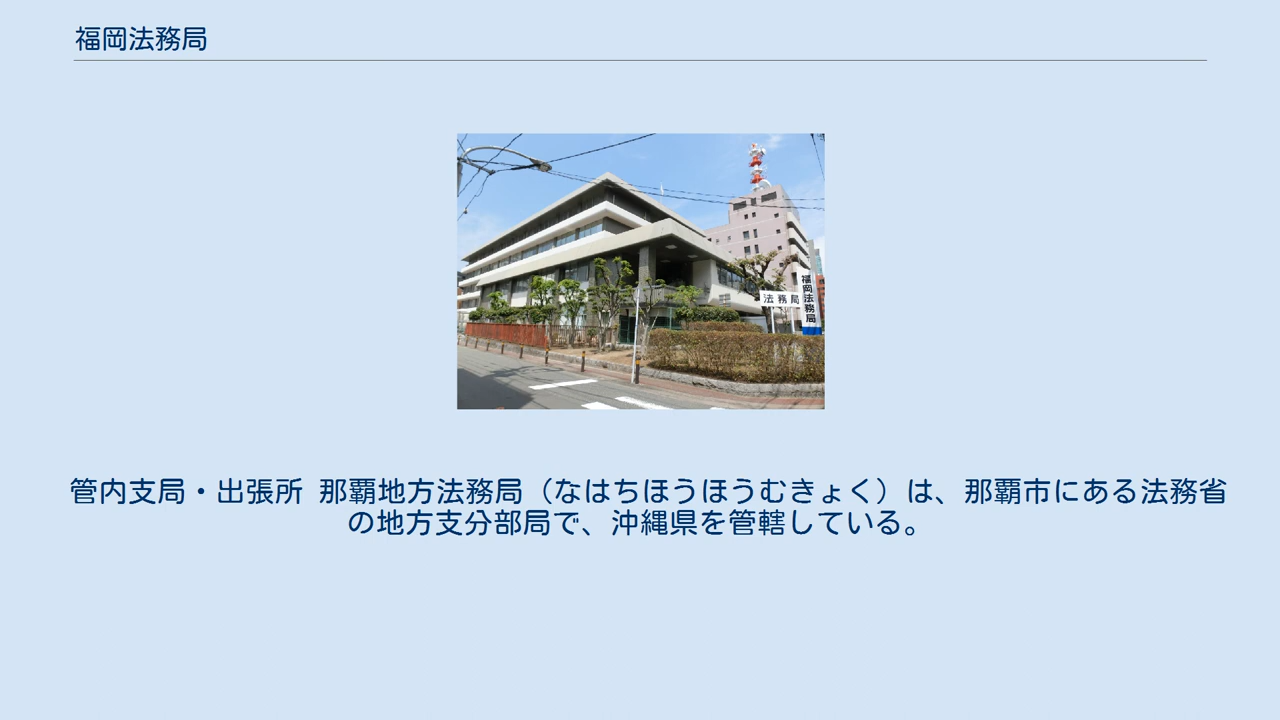 福岡法務局
法務局
福岡法務局
管内支局・出張所 那覇地方法務局（なはちほうほうむきょく）は、那覇市にある法務省
の地方支分部局で、沖縄県を管轄している。